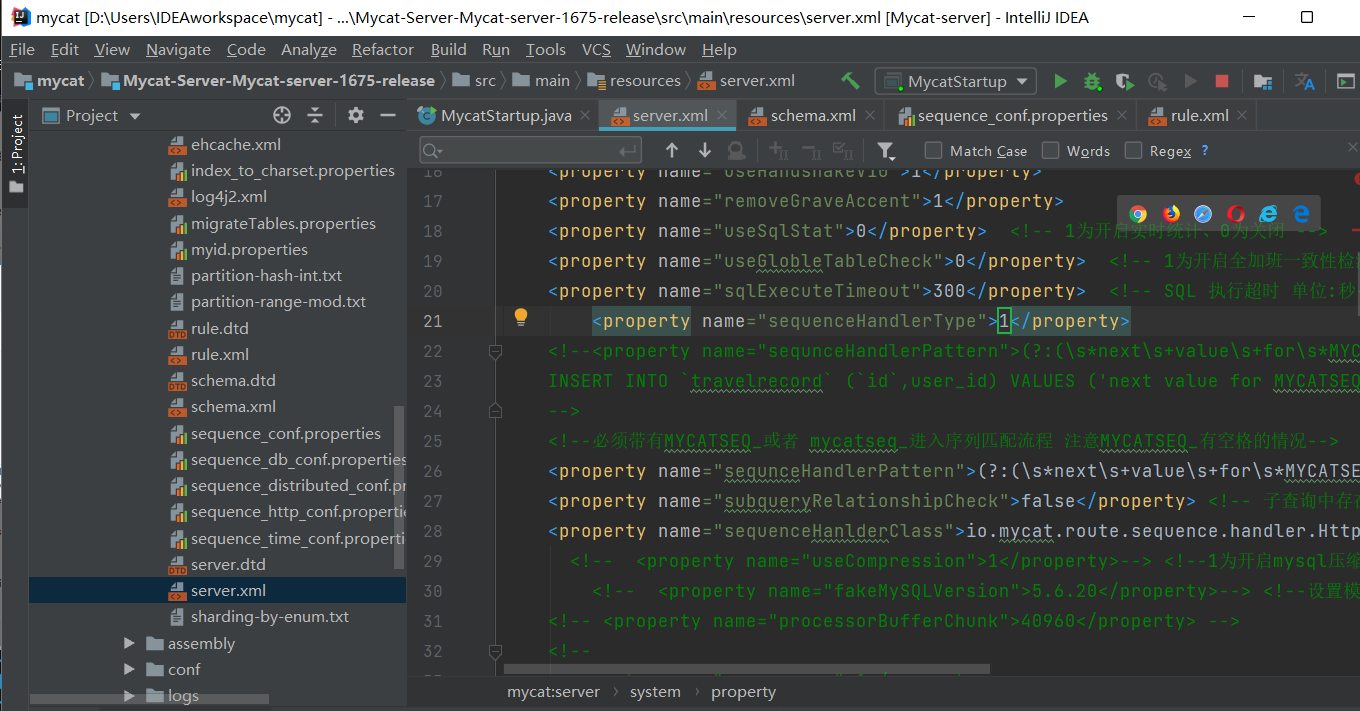 mycat [D:\Users\IDEAworkspace\mycat] - ...\Mycat-Server-Mycat-server-1675-release\src\main\resources\server.xml [Mycat-server] - IntelliJ IDEA
File Edit View Navigate Code Analyze Refactor Build Run Tools VCS Window Help
mycat Mycat-Server-Mycat-server-1675-release src main resources server.xml MycatStartup
1: Project
Project
MycatStartup.java server.xml schema.xml sequence_conf.properties rule.xml
Match Case Words Regex ?
ehcache.xml
index_to_charset.properties
log4j2.xml
migrateTables.properties
myid.properties
partition-hash-int.txt
partition-range-mod.txt
rule.dtd
rule.xml
schema.dtd
schema.xml
sequence_conf.properties
sequence_db_conf.properties
sequence_distributed_conf.pr
sequence_http_conf.properti
sequence_time_conf.properti
server.dtd
server.xml
sharding-by-enum.txt
assembly
conf
logs
16 <property name="useHandshakeV10">1</property>
17 <property name="removeGraveAccent">1</property>
18 <property name="useSqlStat">0</property> <!-- 1为开启实时统计、0为关闭 -->
19 <property name="useGlobleTableCheck">0</property> <!-- 1为开启全加班一致性检
20 <property name="sqlExecuteTimeout">300</property> <!-- SQL 执行超时 单位:秒
21 <property name="sequenceHandlerType">1</property>
22 <!--<property name="sequnceHandlerPattern">(?:(\s*next\s+value\s+for\s*MYC
23 INSERT INTO `travelrecord` (`id`,user_id) VALUES ('next value for MYCATSEQ
24 -->
25 <!--必须带有MYCATSEQ_或者 mycatseq_进入序列匹配流程 注意MYCATSEQ_有空格的情况-->
26 <property name="sequnceHandlerPattern">(?:(\s*next\s+value\s+for\s*MYCATSE
27 <property name="subqueryRelationshipCheck">false</property> <!-- 子查询中存在
28 <property name="sequenceHanlderClass">io.mycat.route.sequence.handler.Http
29 <!-- <property name="useCompression">1</property>--> <!--1为开启mysql压缩
30 <!-- <property name="fakeMySQLVersion">5.6.20</property>--> <!--设置模
31 <!-- <property name="processorBufferChunk">40960</property> -->
32 <!--
mycat:server system property